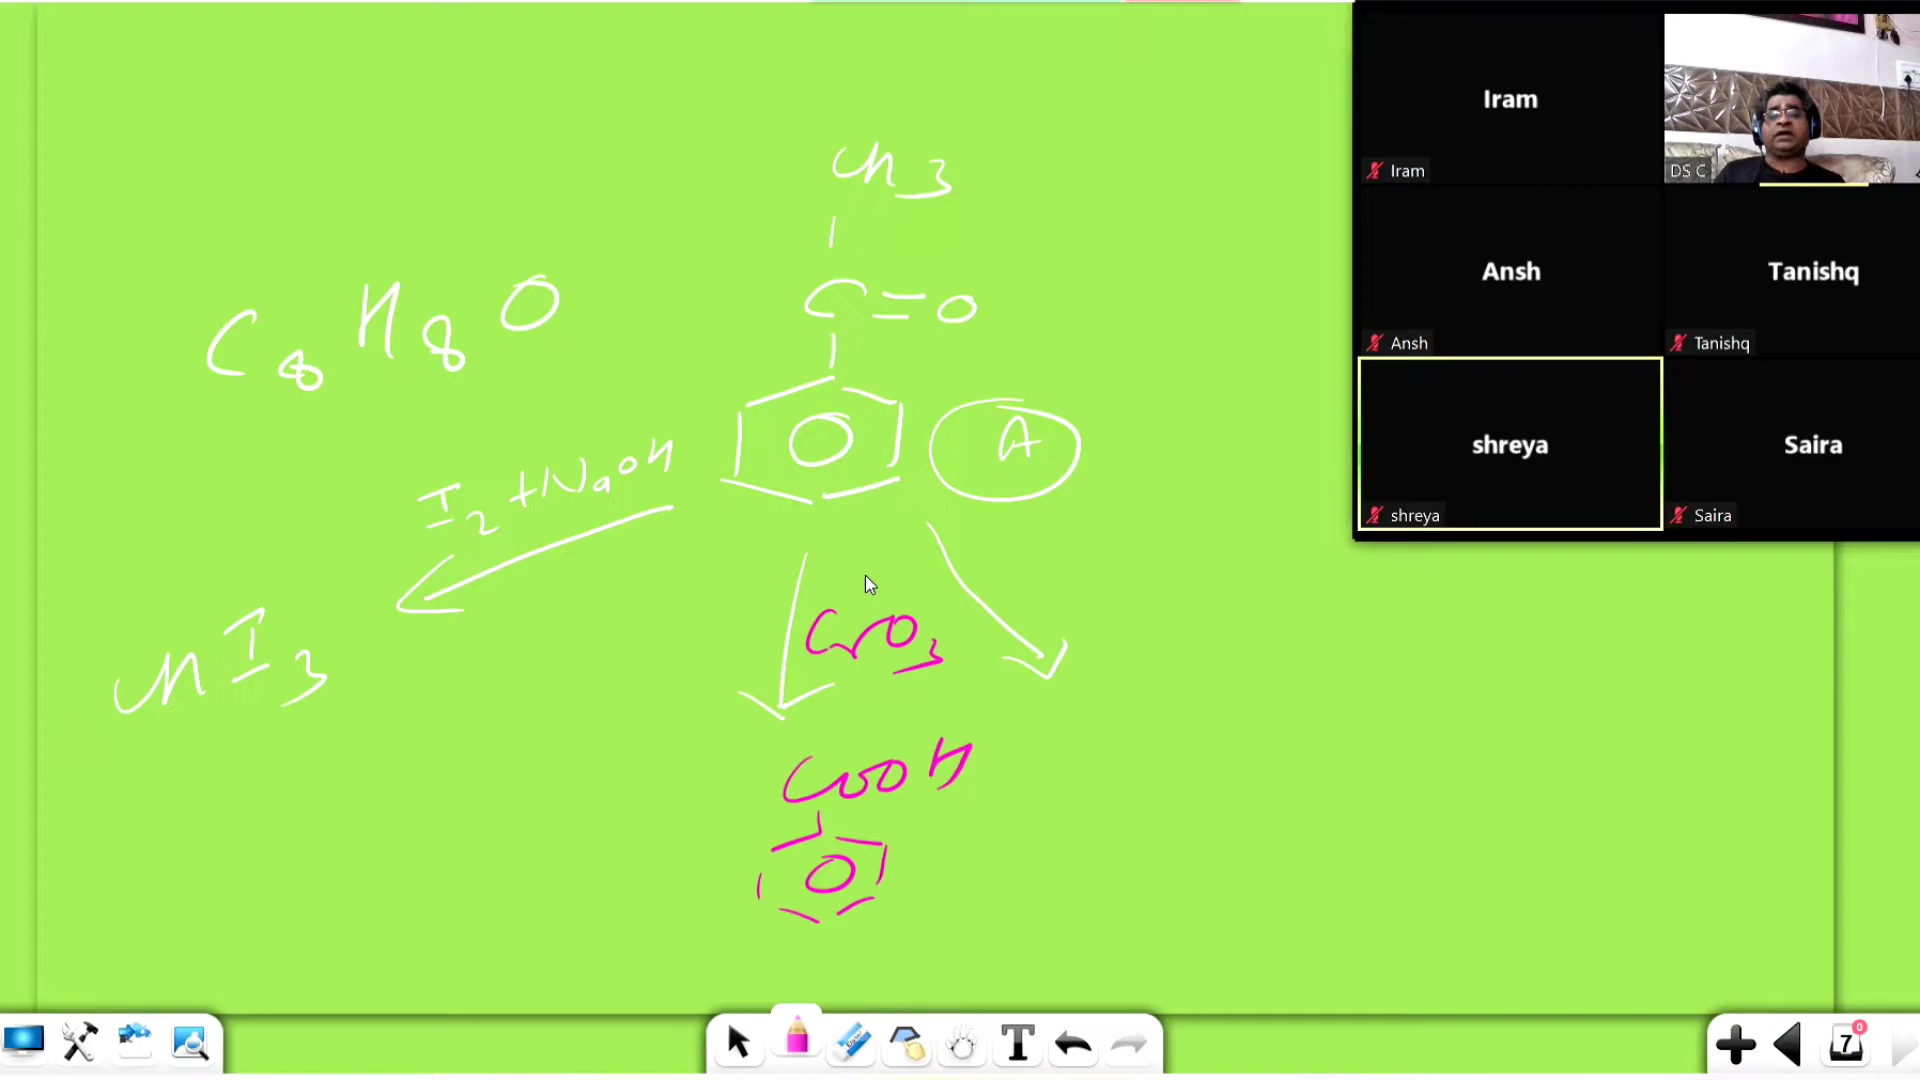 CH3
C=O
C8H8O
A
I2+NaOH
CrO3
CHI3
COOH
Iram
Iram
DS C
Ansh
Ansh
Tanishq
Tanishq
shreya
shreya
Saira
Saira
T
7
0